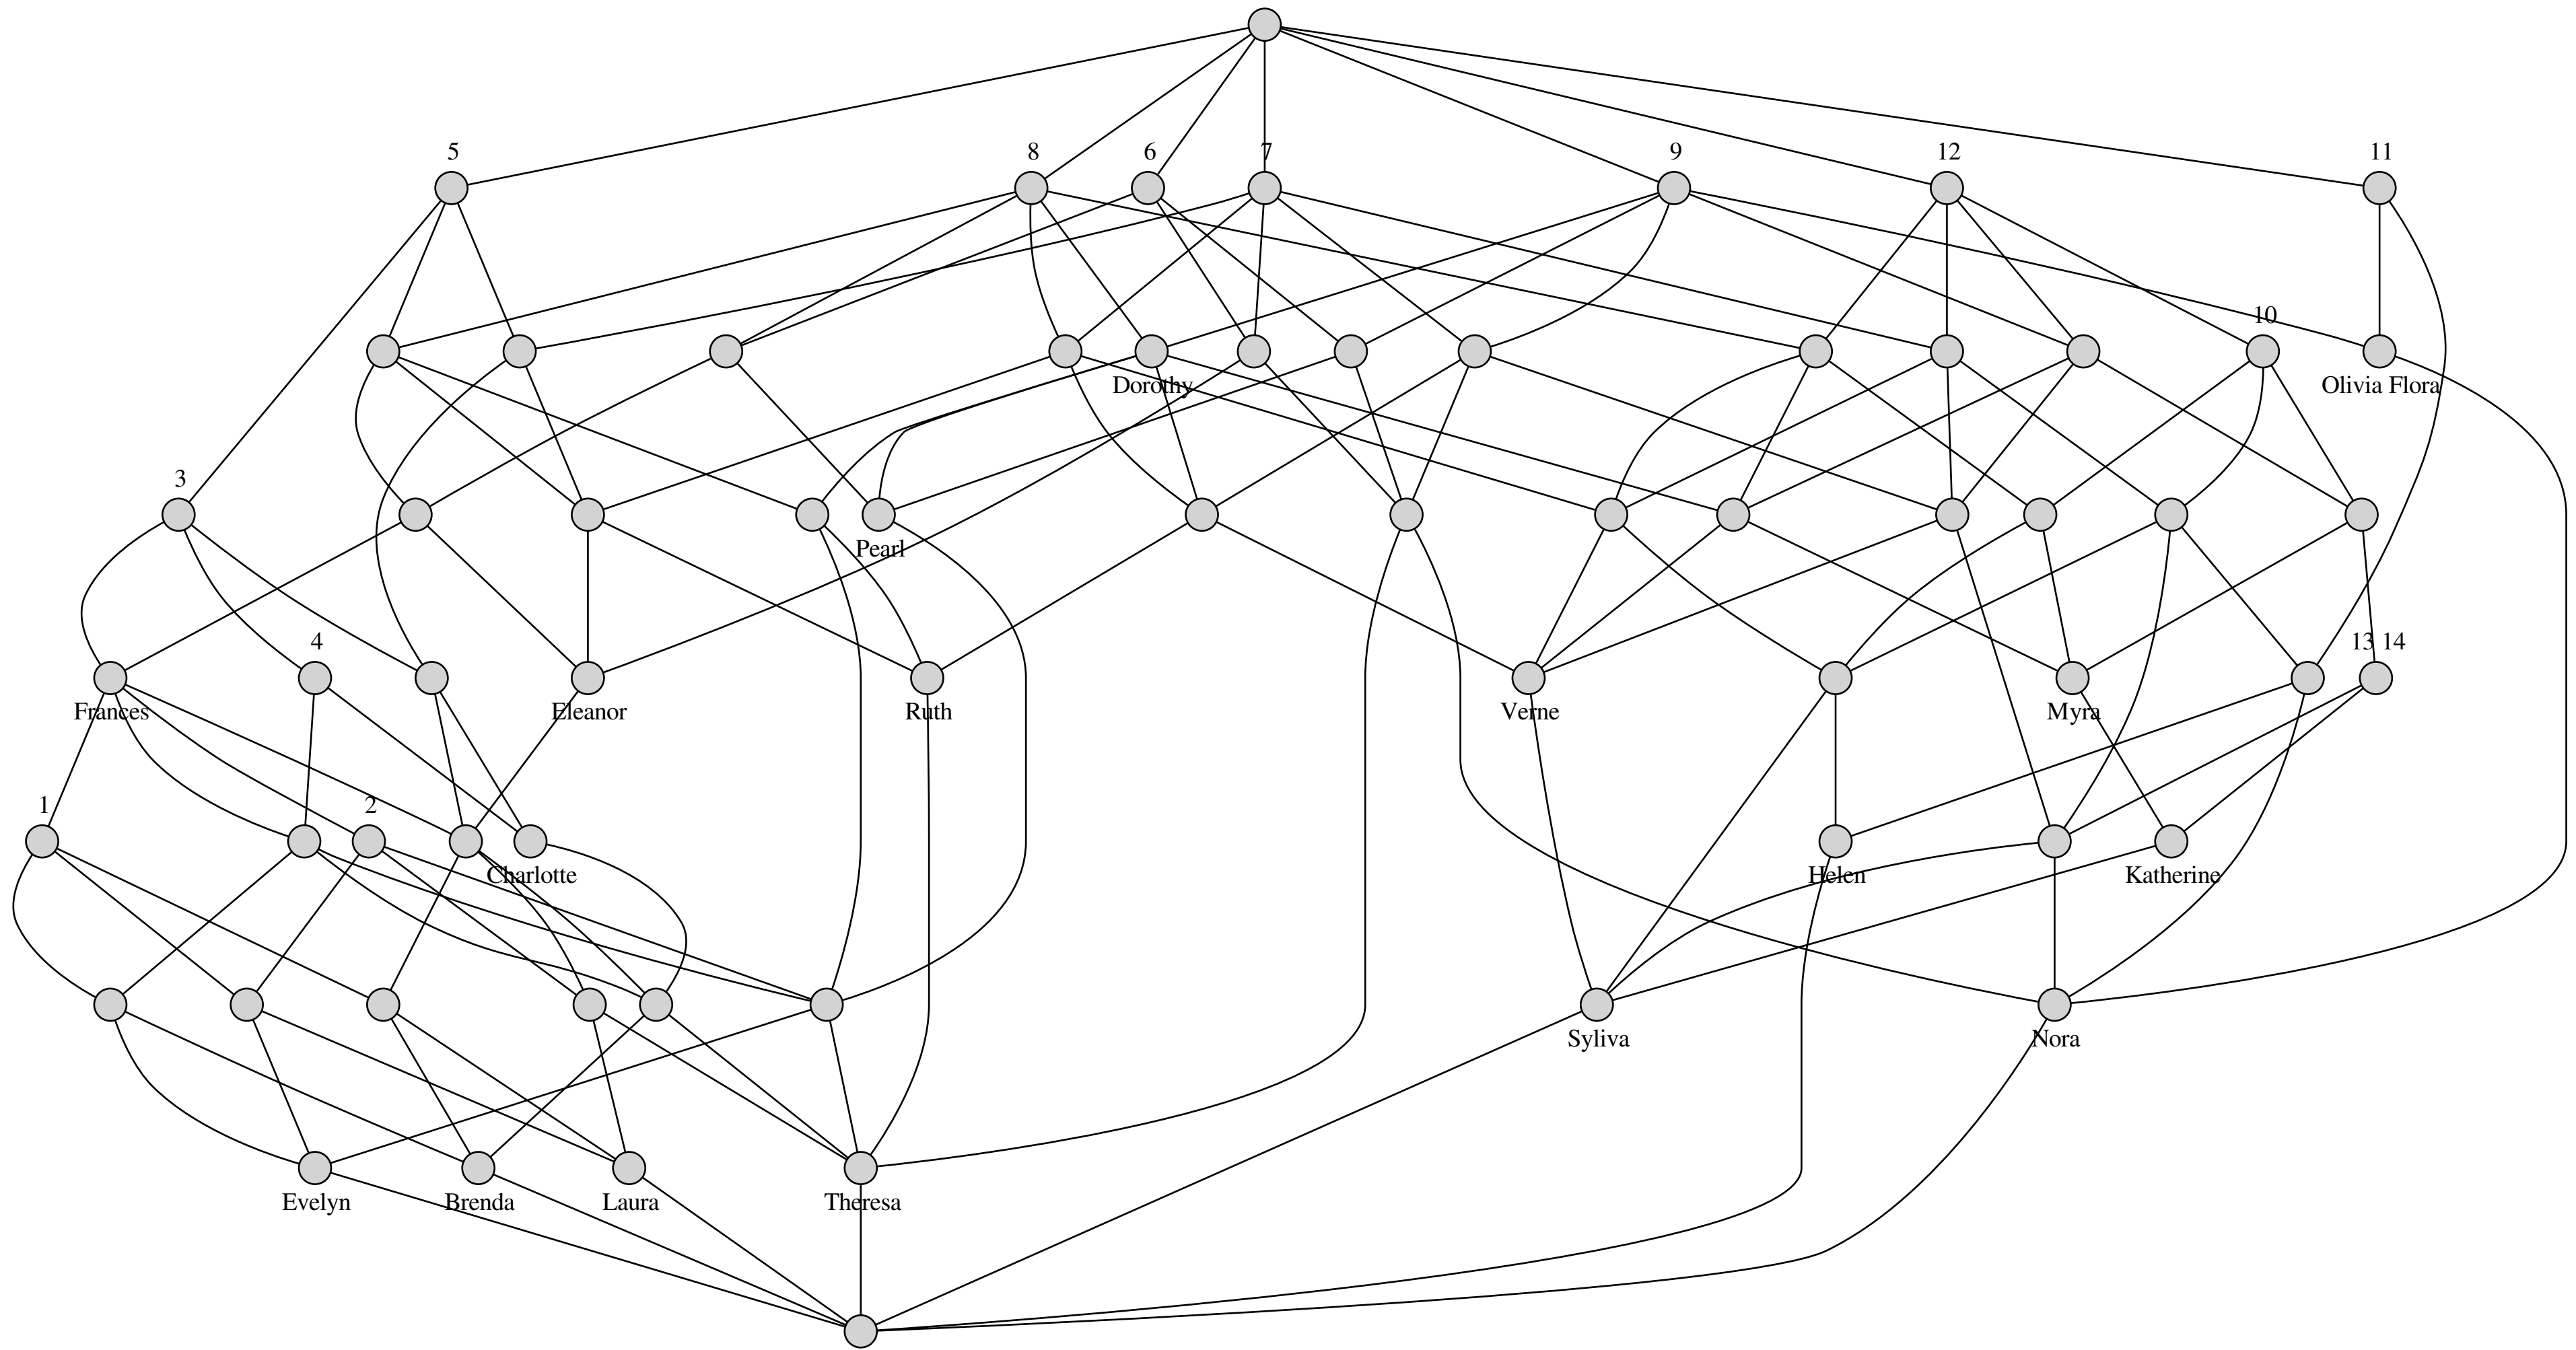 5
8
6
7
9
12
11
10
Dorothy
Olivia Flora
3
Pearl
4
13 14
Frances
Eleanor
Ruth
Verne
Myra
1
2
Charlotte
Helen
Katherine
Syliva
Nora
Evelyn
Brenda
Laura
Theresa